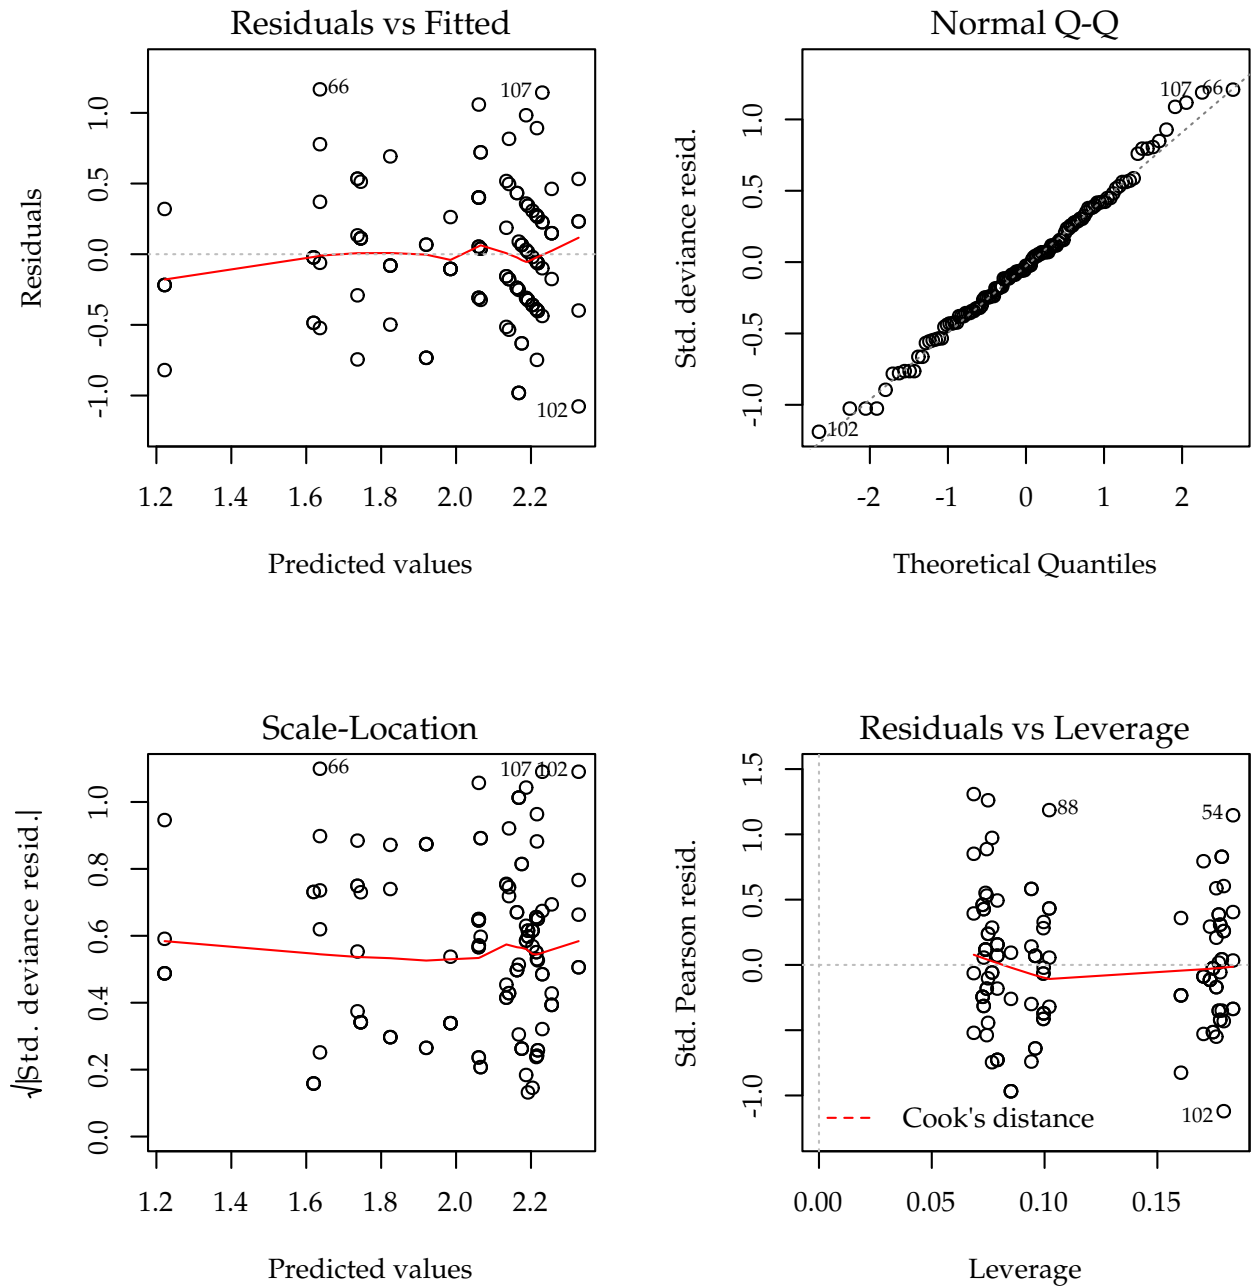 Residuals vs Fitted
Residuals
1.0
0.5
0.0
-0.5
-1.0
66
107
102
1.2 1.4 1.6 1.8 2.0 2.2
Predicted values
Normal Q-Q
Std. deviance resid.
1.0
0.5
0.0
-0.5
-1.0
107 66
102
-2 -1 0 1 2
Theoretical Quantiles
Scale-Location
√|Std. deviance resid.|
1.0
0.8
0.6
0.4
0.2
0.0
66
107 102
1.2 1.4 1.6 1.8 2.0 2.2
Predicted values
Residuals vs Leverage
Std. Pearson resid.
1.5
1.0
0.5
0.0
-1.0
88
54
102
Cook's distance
0.00 0.05 0.10 0.15
Leverage